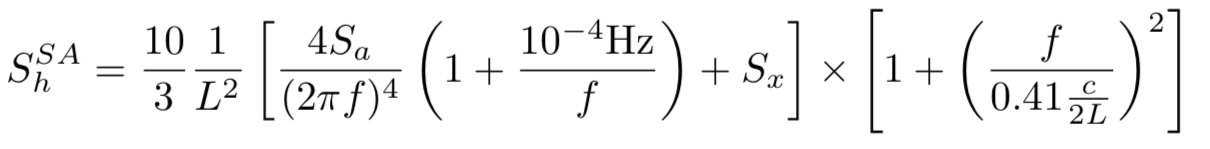 S_h^{SA} = \frac{10}{3} \frac{1}{L^2} \left[ \frac{4S_a}{(2\pi f)^4} \left( 1 + \frac{10^{-4}\text{Hz}}{f} \right) + S_x \right] \times \left[ 1 + \left( \frac{f}{0.41 \frac{c}{2L}} \right)^2 \right]